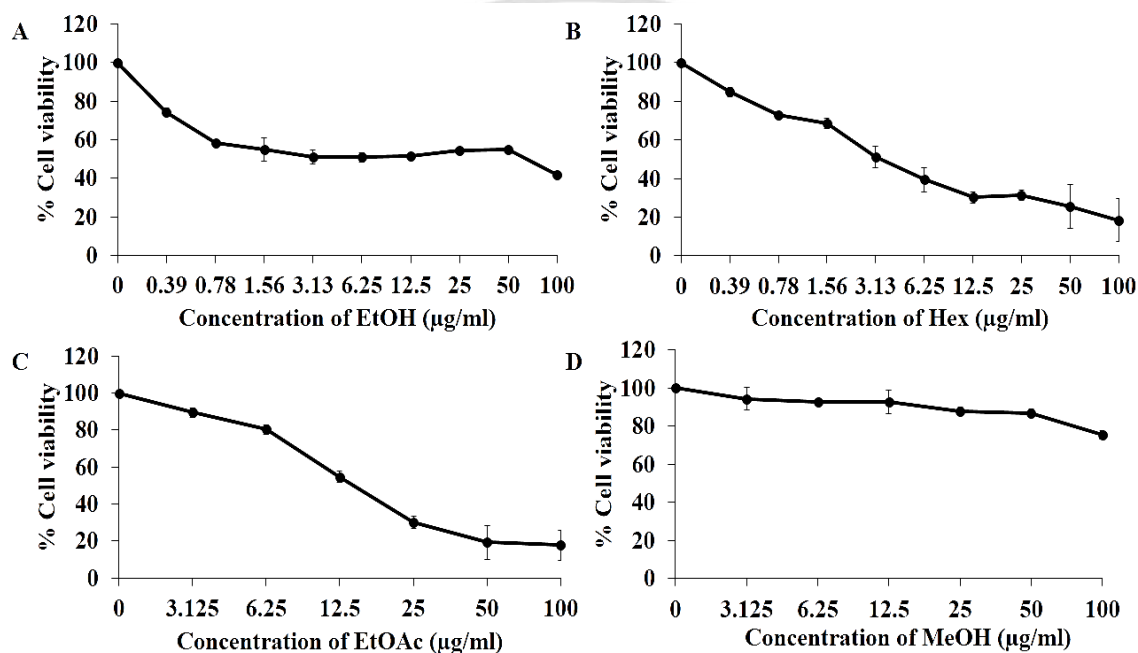 A
% Cell viability
120
100
80
60
40
20
0
0 0.39 0.78 1.56 3.13 6.25 12.5 25 50 100
Concentration of EtOH (µg/ml)
B
% Cell viability
120
100
80
60
40
20
0
0 0.39 0.78 1.56 3.13 6.25 12.5 25 50 100
Concentration of Hex (µg/ml)
C
% Cell viability
120
100
80
60
40
20
0
0 3.125 6.25 12.5 25 50 100
Concentration of EtOAc (µg/ml)
D
% Cell viability
120
100
80
60
40
20
0
0 3.125 6.25 12.5 25 50 100
Concentration of MeOH (µg/ml)